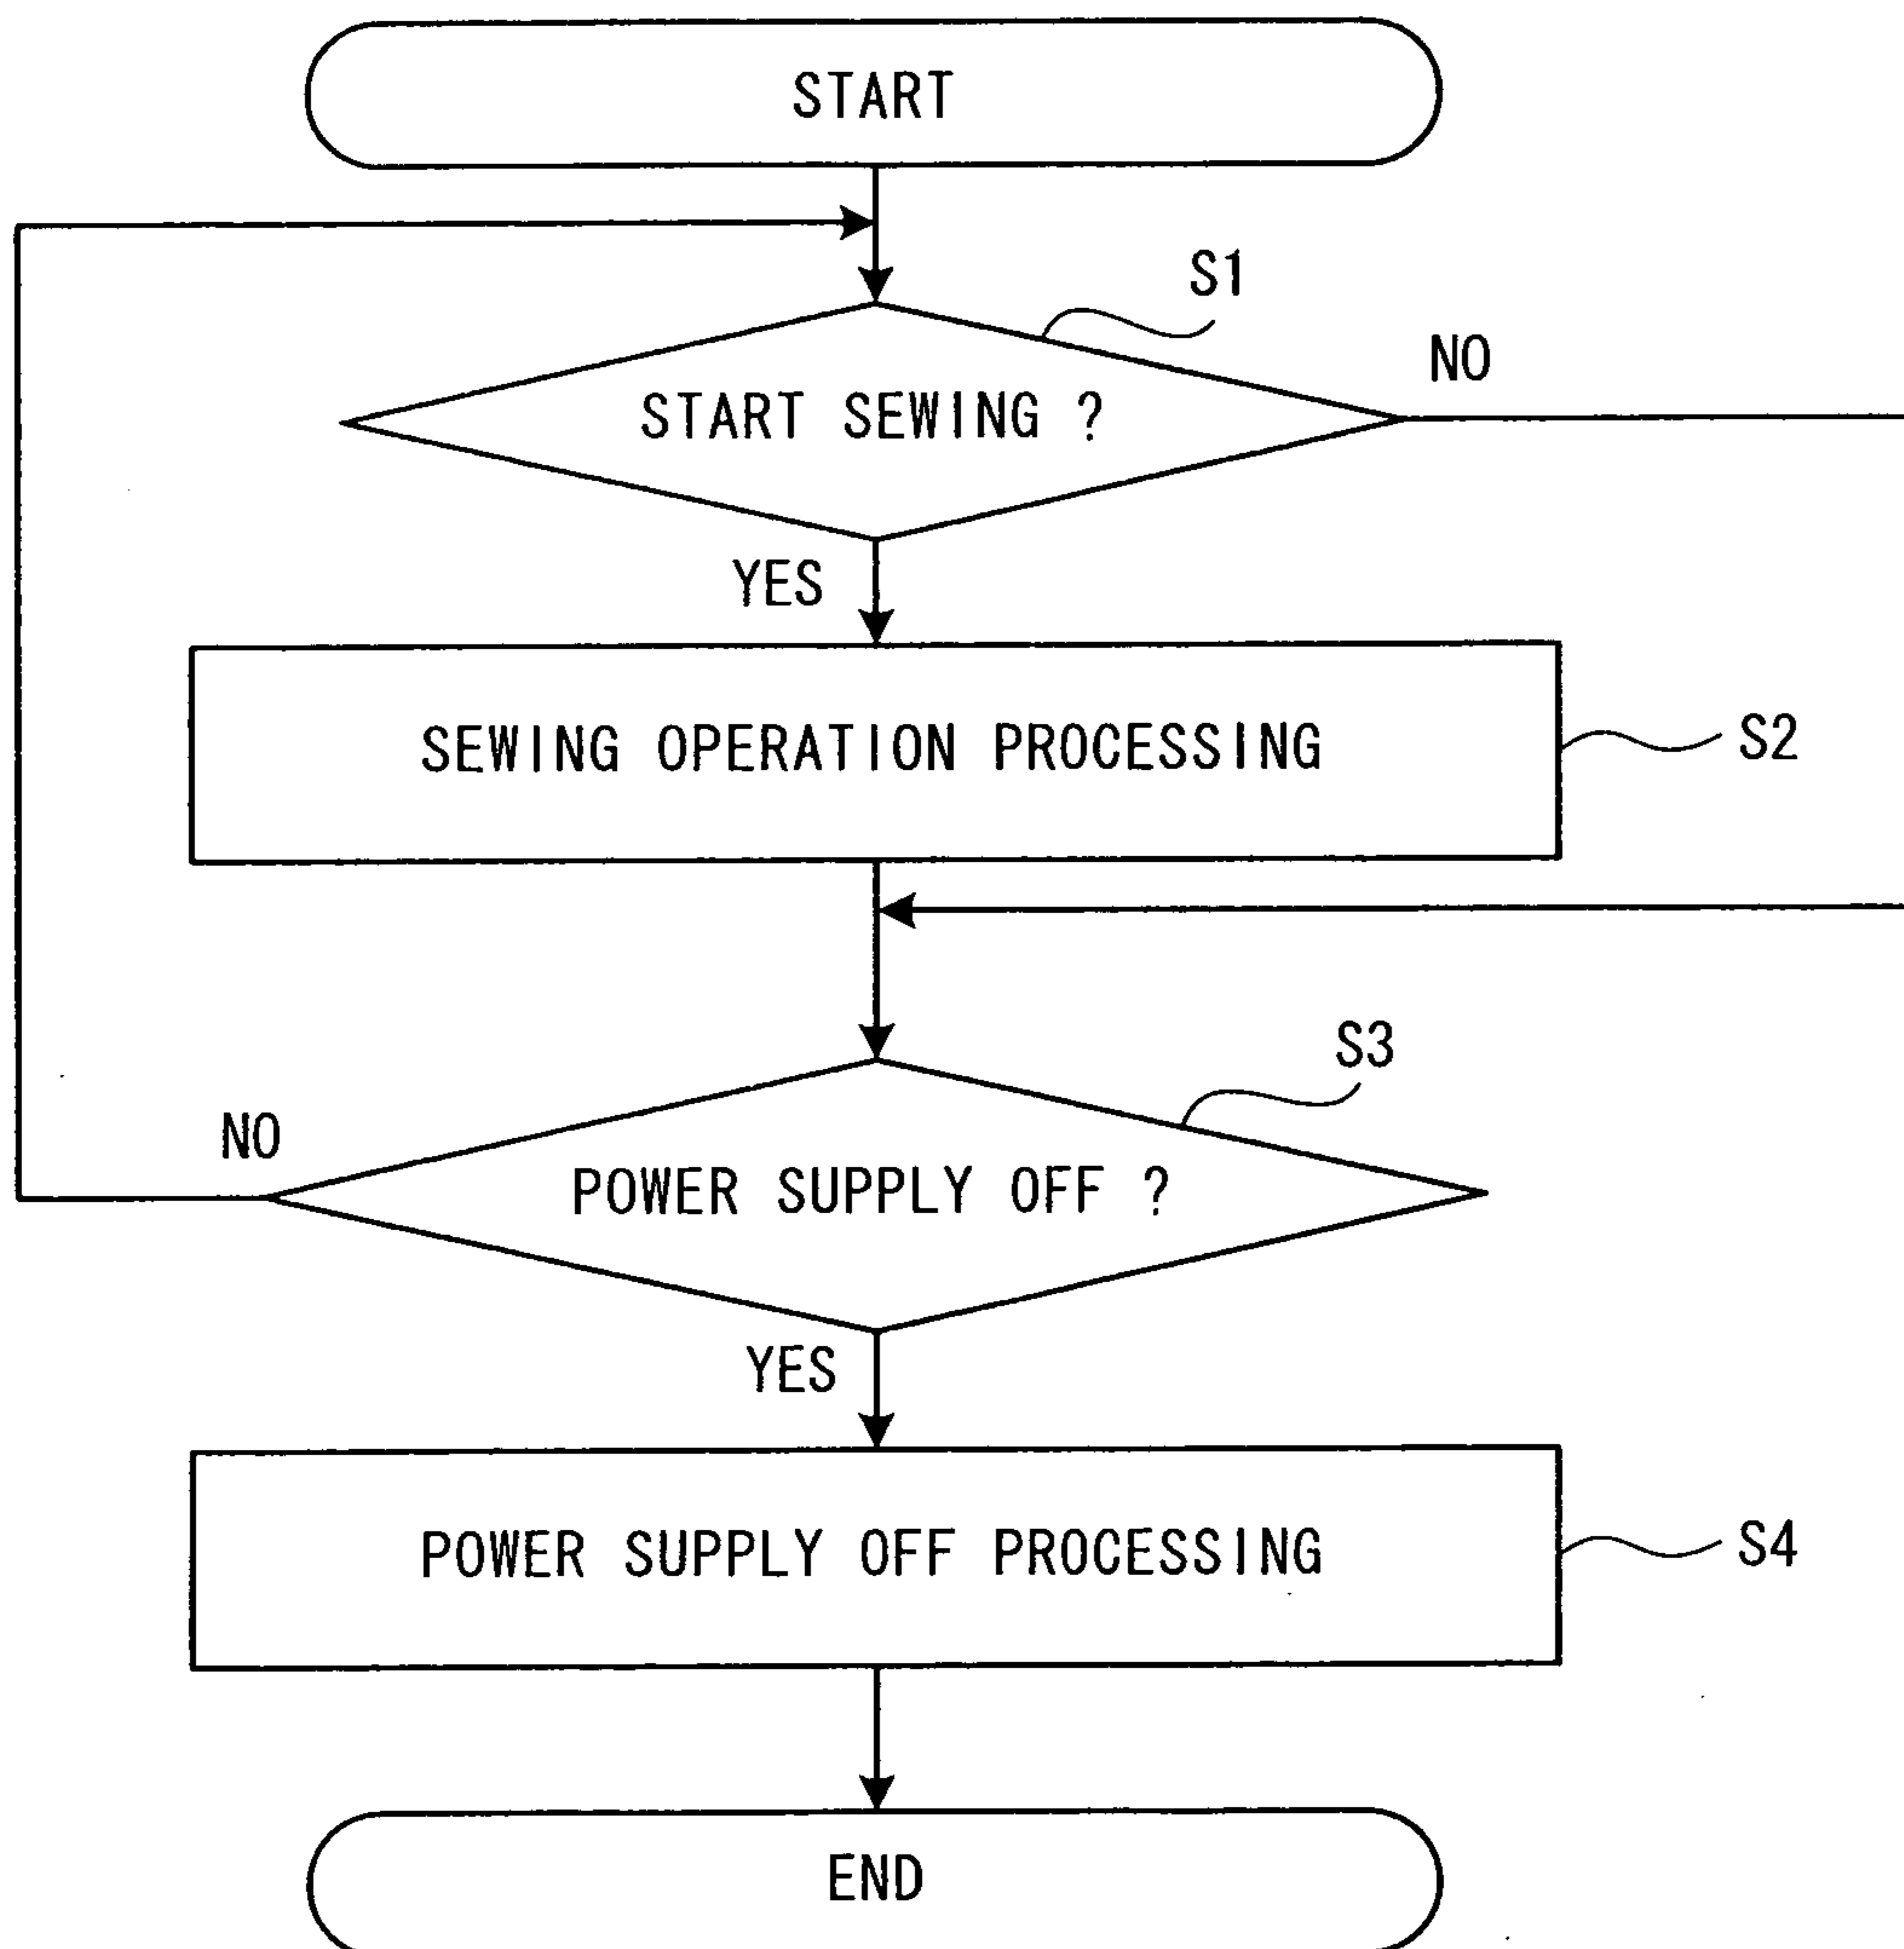 START
S1
NO
START SEWING ?
YES
SEWING OPERATION PROCESSING
S2
S3
NO
POWER SUPPLY OFF ?
YES
POWER SUPPLY OFF PROCESSING
S4
END